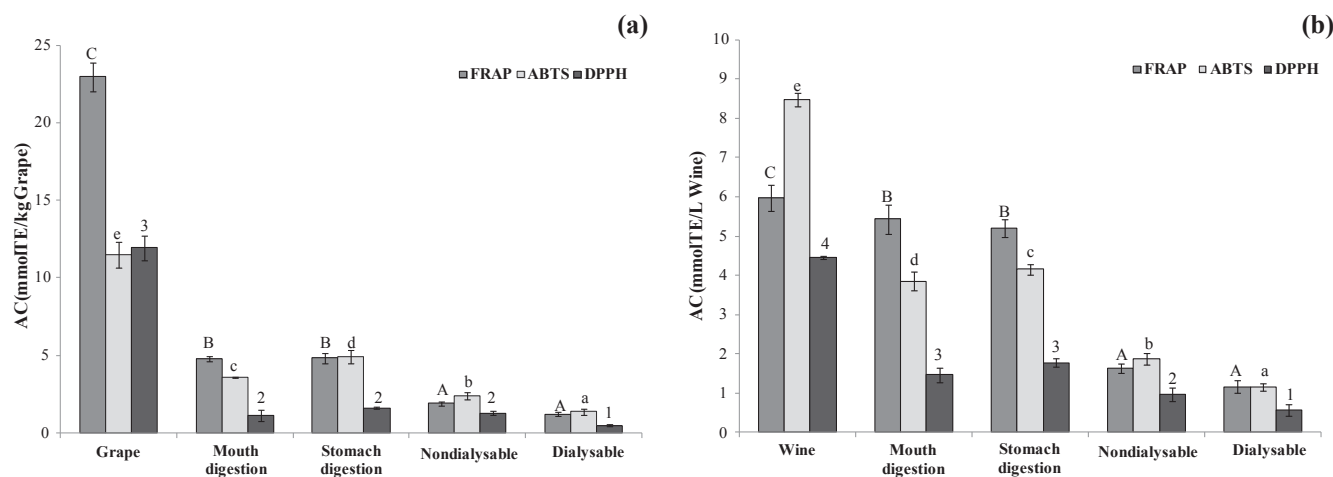 (a)
25
20
15
10
5
0
AC(mmolTE/kgGrape)
FRAP ABTS DPPH
C
e
3
B
c
2
B
d
2
A
b
2
A
a
1
Grape
Mouth
digestion
Stomach
digestion
Nondialysable
Dialysable
(b)
10
9
8
7
6
5
4
3
2
1
0
AC(mmolTE/L Wine)
FRAP ABTS DPPH
C
e
4
B
d
3
B
c
3
A
b
2
A
a
1
Wine
Mouth
digestion
Stomach
digestion
Nondialysable
Dialysable